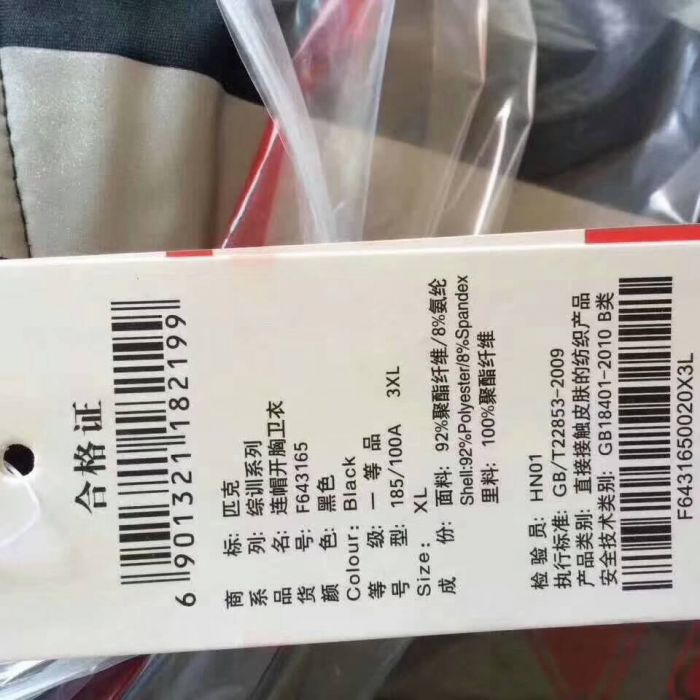 合格证
6 901321 182199
商 标: 匹克
系 列: 综训系列
品 名: 连帽开胸卫衣
货 号: F643165
颜 色: 黑色
Colour: Black
等 级: 一等品
号 型: 185/100A 3XL
Size: XL
成 份: 面料: 92%聚酯纤维/8%氨纶
Shell:92%Polyester/8%Spandex
里料: 100%聚酯纤维
检 验 员: HN01
执行标准: GB/T22853-2009
产品类别: 直接接触皮肤的纺织产品
安全技术类别: GB18401-2010 B类
F6431650020X3L